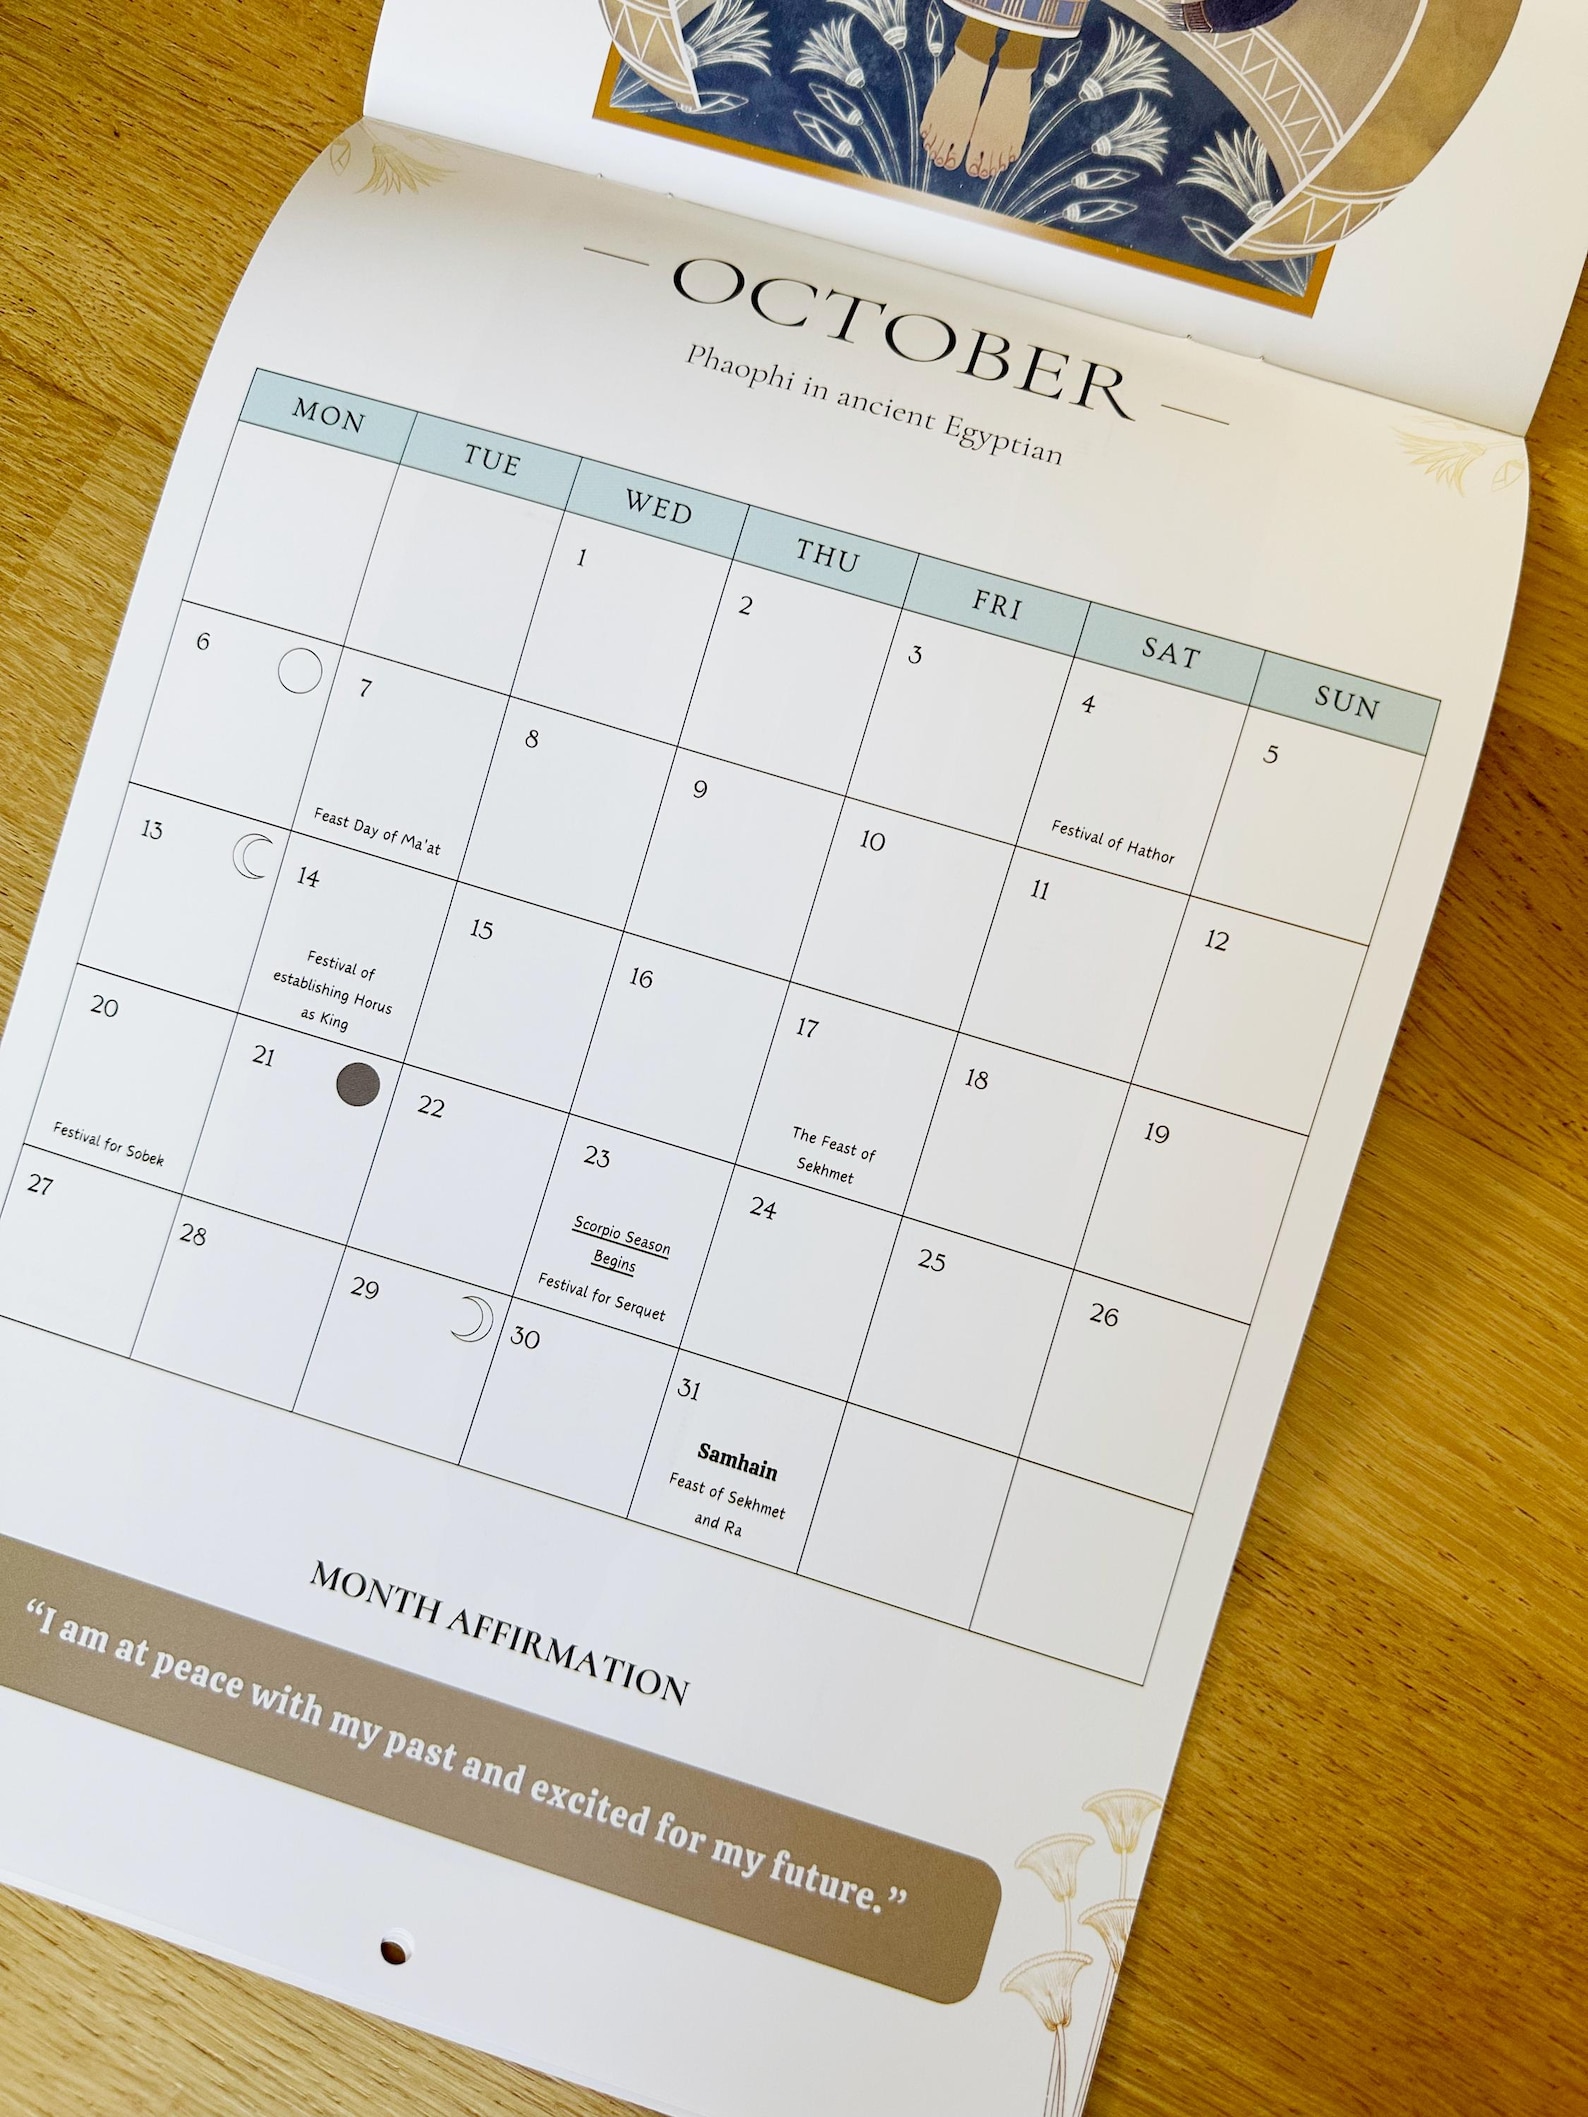 — OCTOBER —
Phaophi in ancient Egyptian
MON TUE WED THU FRI SAT SUN
1 2 3 4 5
Festival of Hathor
6 7 8 9 10 11 12
Feast Day of Ma'at
13 14 15 16 17 18 19
Festival of
establishing Horus
as King
The Feast of
Sekhmet
20 21 22 23 24 25 26
Festival for Sobek
Scorpio Season
Begins
Festival for Serquet
27 28 29 30 31
Samhain
Feast of Sekhmet
and Ra
MONTH AFFIRMATION
“I am at peace with my past and excited for my future.”